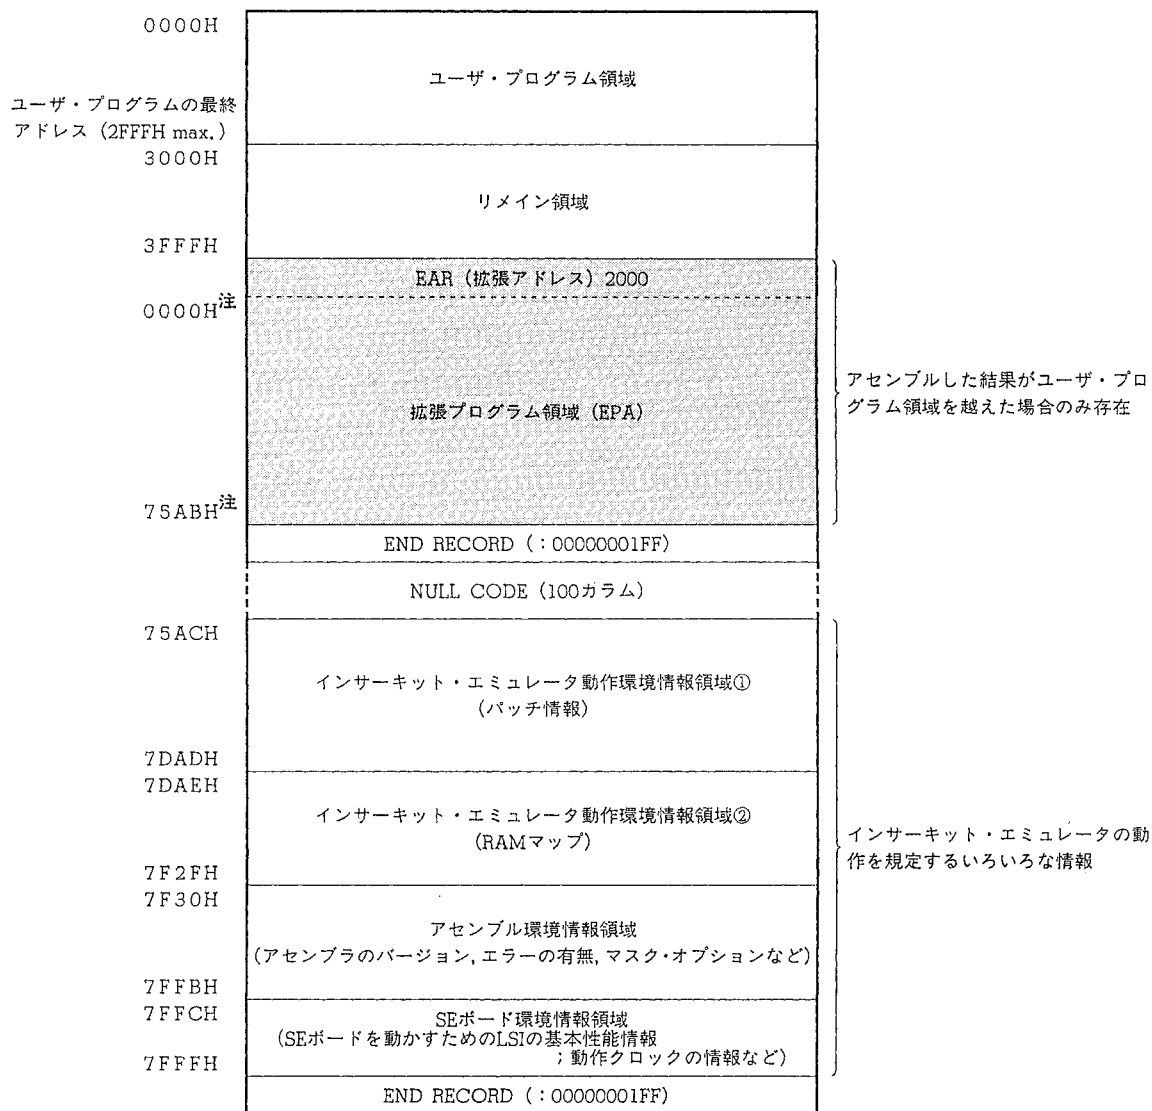 0000H
ユーザ・プログラム領域
ユーザ・プログラムの最終
アドレス（2FFFH max.）
3000H
リメイン領域
3FFFH
EAR（拡張アドレス）2000
0000H注
拡張プログラム領域（EPA）
アセンブルした結果がユーザ・プロ
グラム領域を越えた場合のみ存在
75ABH注
END RECORD（：00000001FF）
NULL CODE（100カラム）
75ACH
インサーキット・エミュレータ動作環境情報領域①
（パッチ情報）
7DADH
7DAEH
インサーキット・エミュレータ動作環境情報領域②
（RAMマップ）
インサーキット・エミュレータの動
作を規定するいろいろな情報
7F2FH
7F30H
アセンブル環境情報領域
（アセンブラのバージョン，エラーの有無，マスク・オプションなど）
7FFBH
7FFCH
SEボード環境情報領域
（SEボードを動かすためのLSIの基本性能情報
；動作クロックの情報など）
7FFFH
END RECORD（：00000001FF）